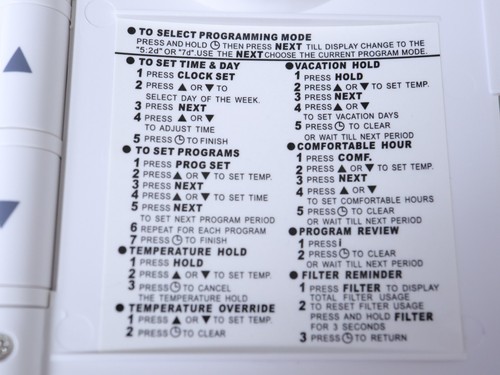 ● TO SELECT PROGRAMMING MODE
PRESS AND HOLD 🕒 THEN PRESS NEXT TILL DISPLAY CHANGE TO THE
"5:2d" OR "7d".USE THE NEXT CHOOSE THE CURRENT PROGRAM MODE.
● TO SET TIME & DAY
1 PRESS CLOCK SET
2 PRESS ▲ OR ▼ TO
SELECT DAY OF THE WEEK.
3 PRESS NEXT
4 PRESS ▲ OR ▼
TO ADJUST TIME
5 PRESS 🕒 TO FINISH
● TO SET PROGRAMS
1 PRESS PROG SET
2 PRESS ▲ OR ▼ TO SET TEMP.
3 PRESS NEXT
4 PRESS ▲ OR ▼ TO SET TIME
5 PRESS NEXT
TO SET NEXT PROGRAM PERIOD
6 REPEAT FOR EACH PROGRAM
7 PRESS 🕒 TO FINISH
● TEMPERATURE HOLD
1 PRESS HOLD
2 PRESS ▲ OR ▼ TO SET TEMP.
3 PRESS 🕒 TO CANCEL
THE TEMPERATURE HOLD
● TEMPERATURE OVERRIDE
1 PRESS ▲ OR ▼ TO SET TEMP.
2 PRESS 🕒 TO CLEAR
● VACATION HOLD
1 PRESS HOLD
2 PRESS ▲ OR ▼ TO SET TEMP.
3 PRESS NEXT
4 PRESS ▲ OR ▼
TO SET VACATION DAYS
5 PRESS 🕒 TO CLEAR
OR WAIT TILL NEXT PERIOD
● COMFORTABLE HOUR
1 PRESS COMF.
2 PRESS ▲ OR ▼ TO SET TEMP.
3 PRESS NEXT
4 PRESS ▲ OR ▼
TO SET COMFORTABLE HOURS
5 PRESS 🕒 TO CLEAR
OR WAIT TILL NEXT PERIOD
● PROGRAM REVIEW
1 PRESS i
2 PRESS 🕒 TO CLEAR
OR WAIT TILL NEXT PERIOD
● FILTER REMINDER
1 PRESS FILTER TO DISPLAY
TOTAL FILTER USAGE
2 TO RESET FILTER USAGE
PRESS AND HOLD FILTER
FOR 3 SECONDS
3 PRESS 🕒 TO RETURN